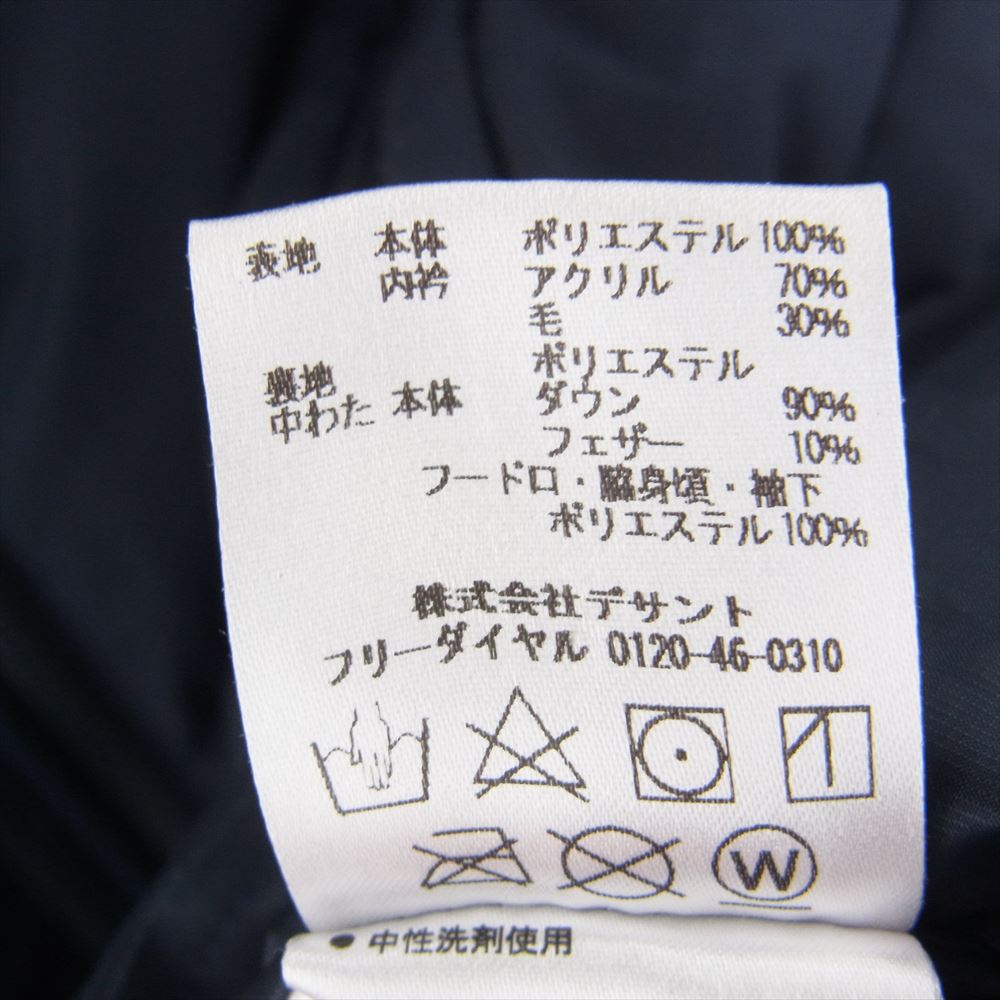 表地 本体 ポリエステル 100%
内衿 アクリル 70%
毛 30%
裏地 ポリエステル
中わた 本体 ダウン 90%
フェザー 10%
フード口・脇身頃・袖下
ポリエステル 100%
株式会社デサント
フリーダイヤル 0120-46-0310
W
● 中性洗剤使用